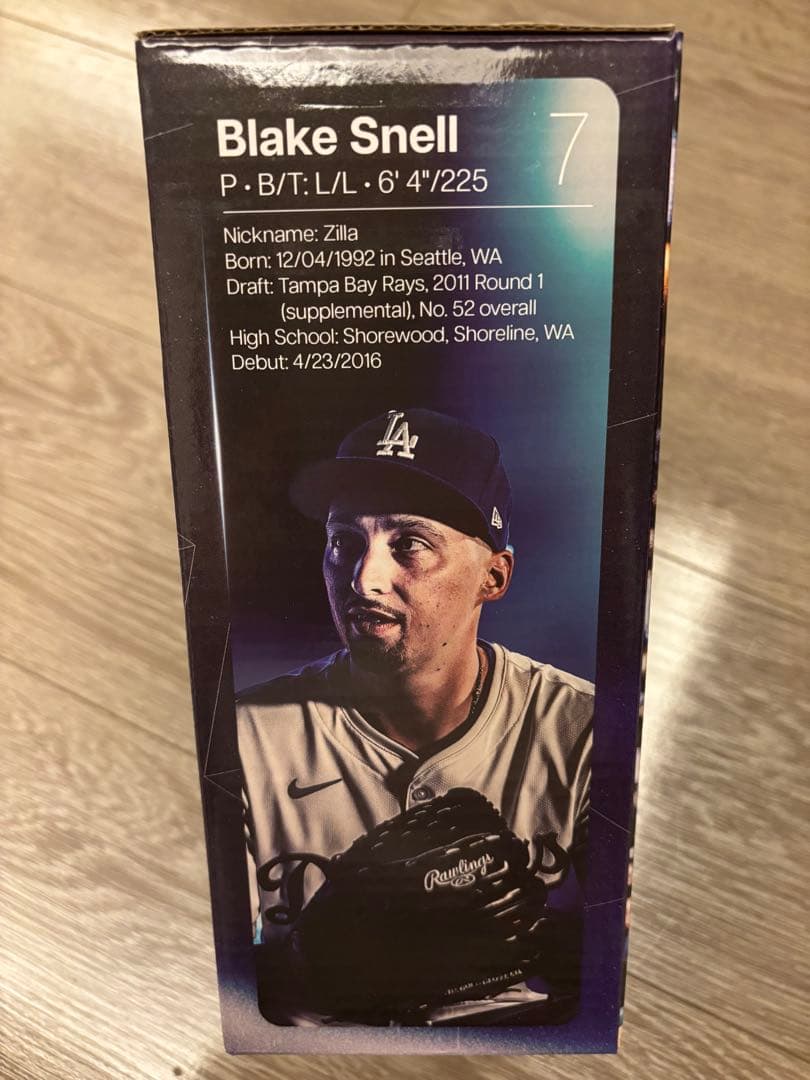 Blake Snell 7
P • B/T: L/L • 6' 4"/225
Nickname: Zilla
Born: 12/04/1992 in Seattle, WA
Draft: Tampa Bay Rays, 2011 Round 1
(supplemental), No. 52 overall
High School: Shorewood, Shoreline, WA
Debut: 4/23/2016
LA
Rawlings